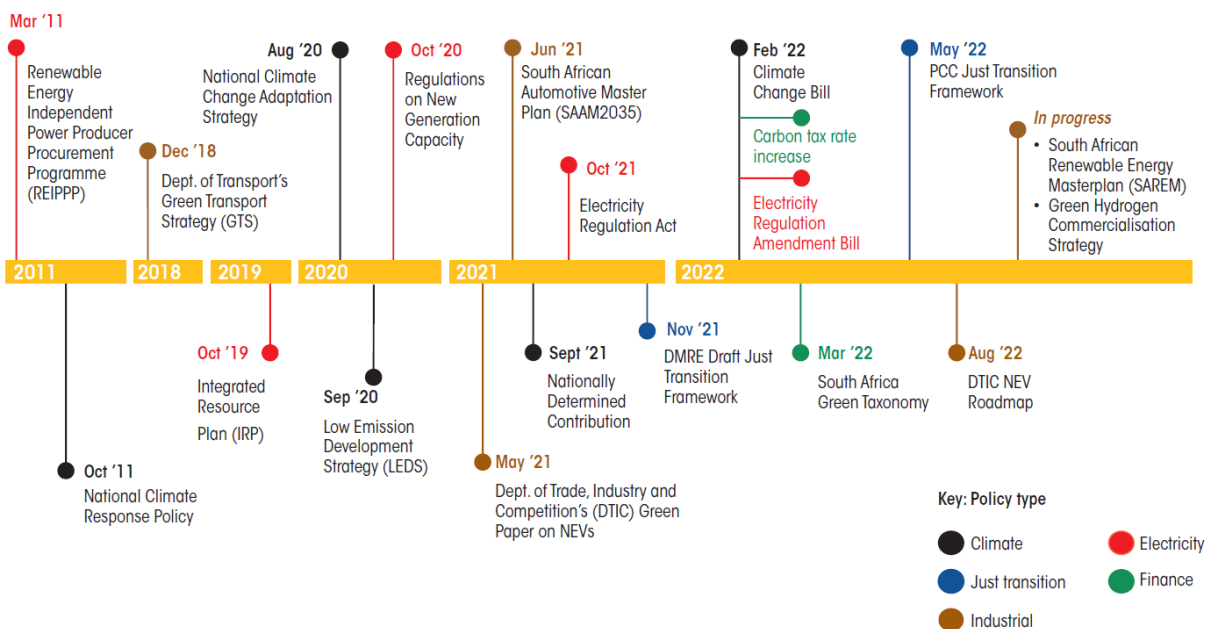 Mar '11
Renewable
Energy
Independent
Power Producer
Procurement
Programme
(REIPPP)
Dec '18
Dept. of Transport's
Green Transport
Strategy (GTS)
Aug '20
National Climate
Change Adaptation
Strategy
Oct '20
Regulations
on New
Generation
Capacity
Jun '21
South African
Automotive Master
Plan (SAAM2035)
Oct '21
Electricity
Regulation Act
Feb '22
Climate
Change Bill
Carbon tax rate
increase
Electricity
Regulation
Amendment Bill
May '22
PCC Just Transition
Framework
In progress
• South African
Renewable Energy
Masterplan (SAREM)
• Green Hydrogen
Commercialisation
Strategy
2011
2018
2019
2020
2021
2022
Oct '11
National Climate
Response Policy
Oct '19
Integrated
Resource
Plan (IRP)
Sep '20
Low Emission
Development
Strategy (LEDS)
May '21
Dept. of Trade, Industry and
Competition's (DTIC) Green
Paper on NEVs
Sept '21
Nationally
Determined
Contribution
Nov '21
DMRE Draft Just
Transition
Framework
Mar '22
South Africa
Green Taxonomy
Aug '22
DTIC NEV
Roadmap
Key: Policy type
Climate
Electricity
Just transition
Finance
Industrial